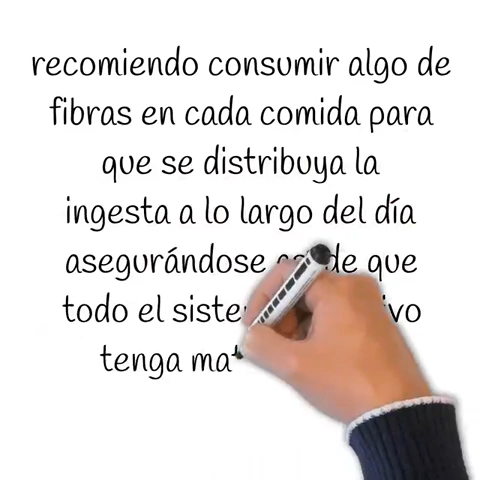 recomiendo consumir algo de
fibras en cada comida para
que se distribuya la
ingesta a lo largo del día
asegurándose de que
todo el
tenga